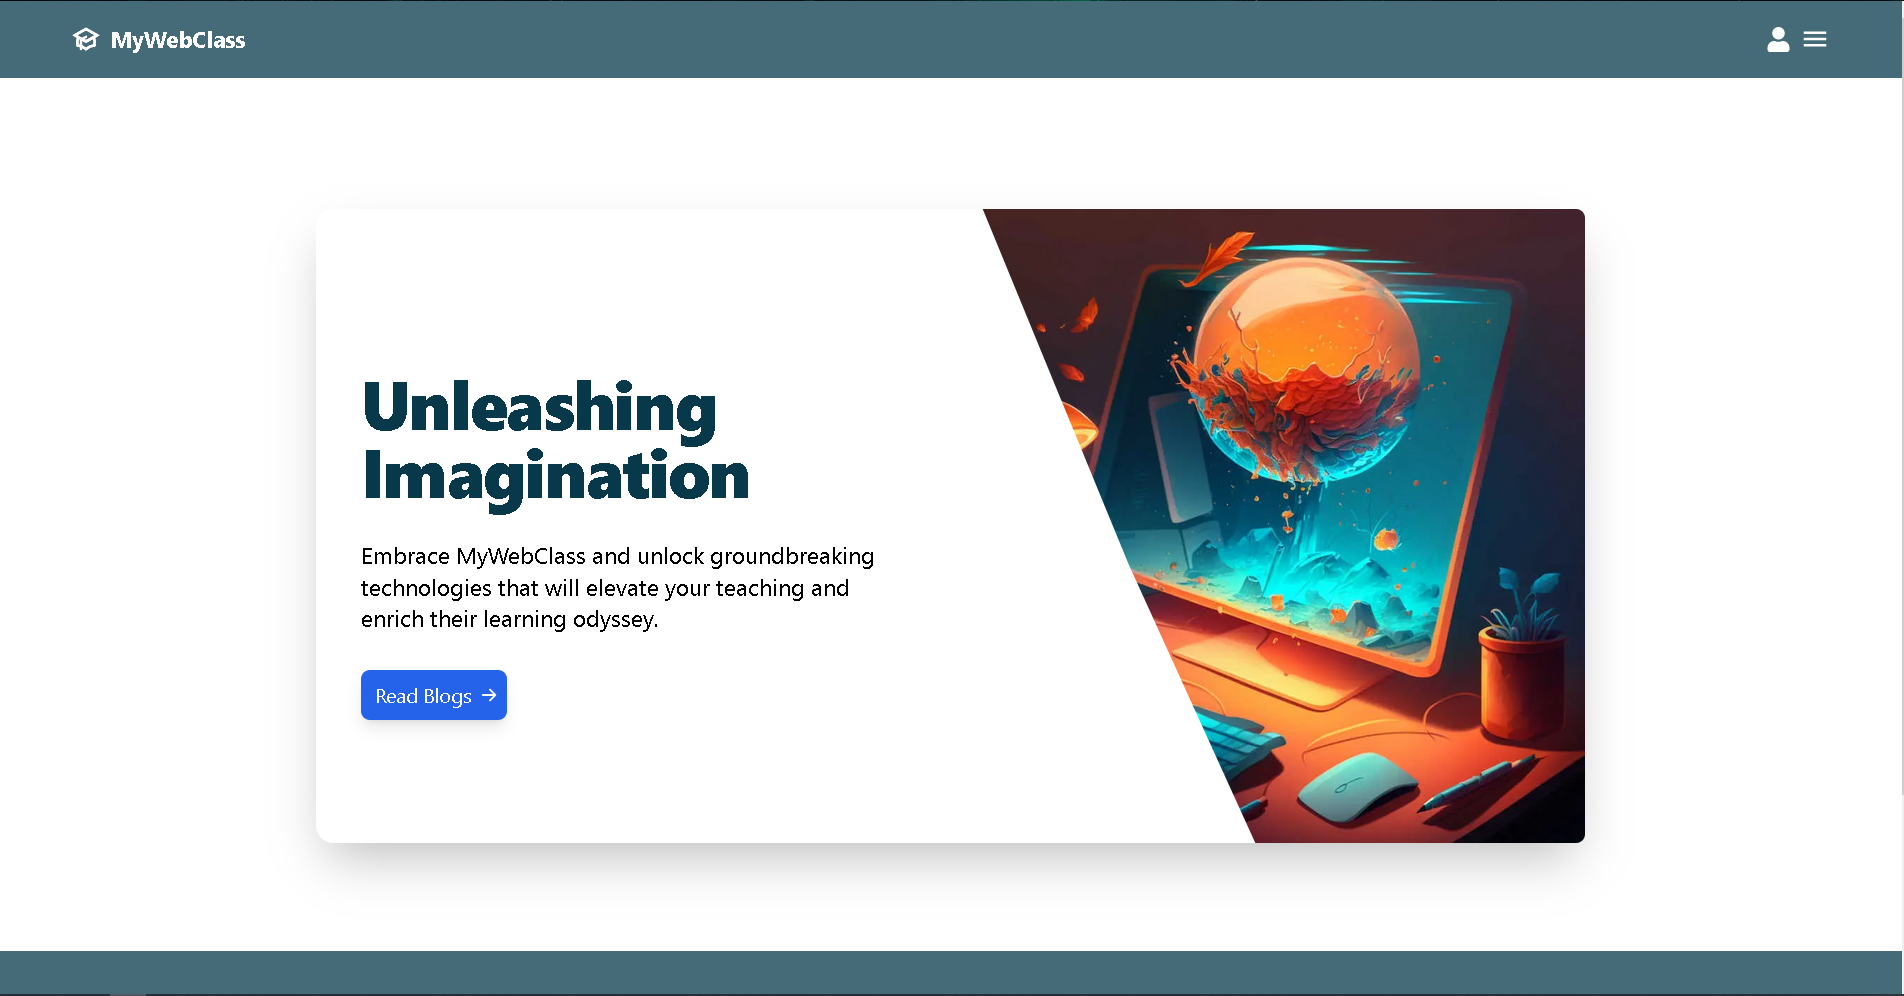 MyWebClass
Unleashing
Imagination
Embrace MyWebClass and unlock groundbreaking
technologies that will elevate your teaching and
enrich their learning odyssey.
Read Blogs →